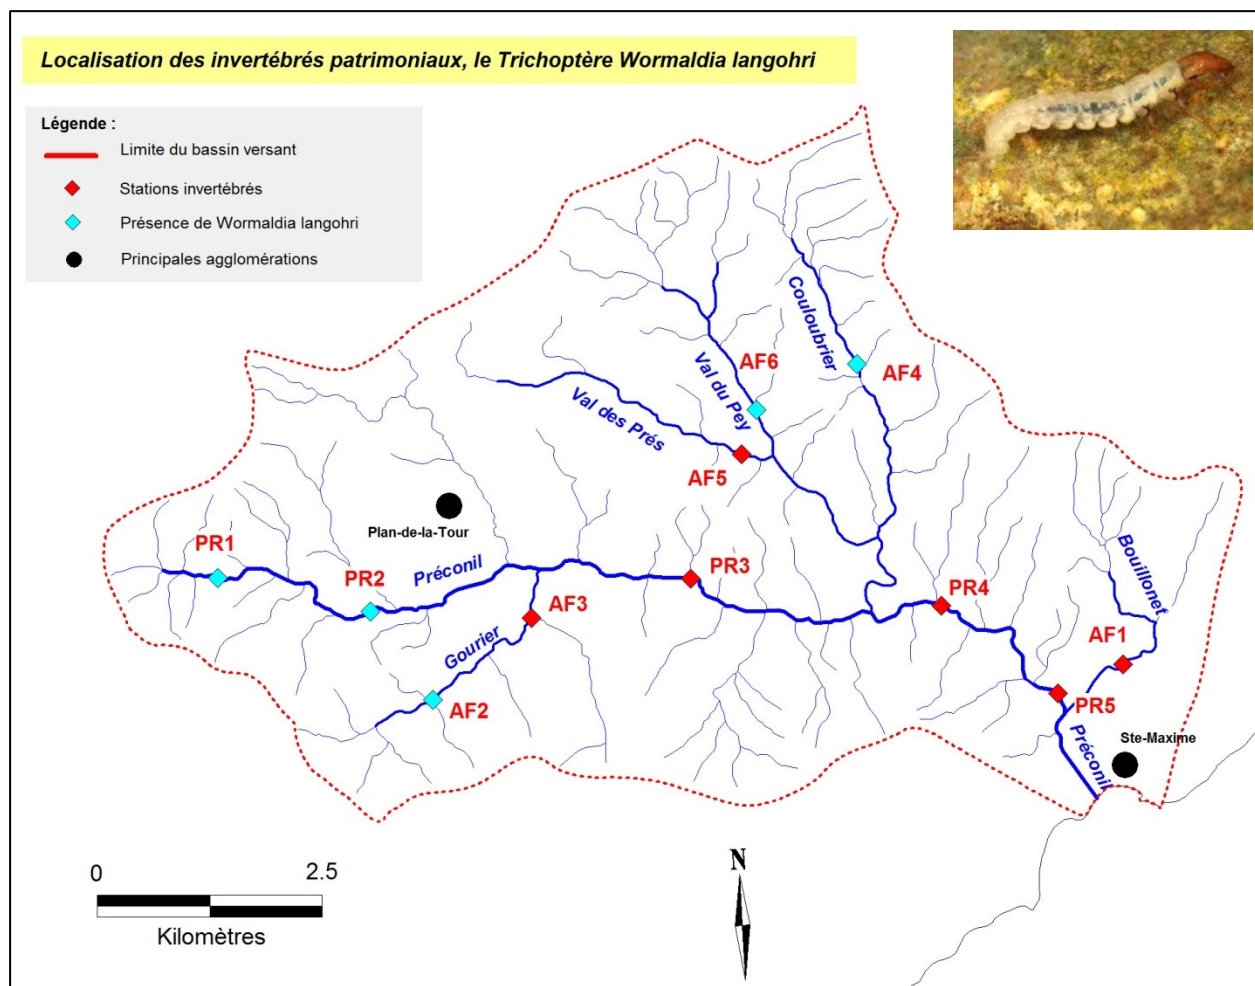 Localisation des invertébrés patrimoniaux, le Trichoptère Wormaldia langohri
Légende :
Limite du bassin versant
Stations invertébrés
Présence de Wormaldia langohri
Principales agglomérations
Couloubrier
AF6
Val du Pey
AF4
Val des Prés
AF5
Plan-de-la-Tour
PR1
PR2
Préconil
PR3
PR4
Bouillonet
AF3
Gourier
AF1
AF2
PR5
Ste-Maxime
Préconil
N
0 2.5
Kilomètres